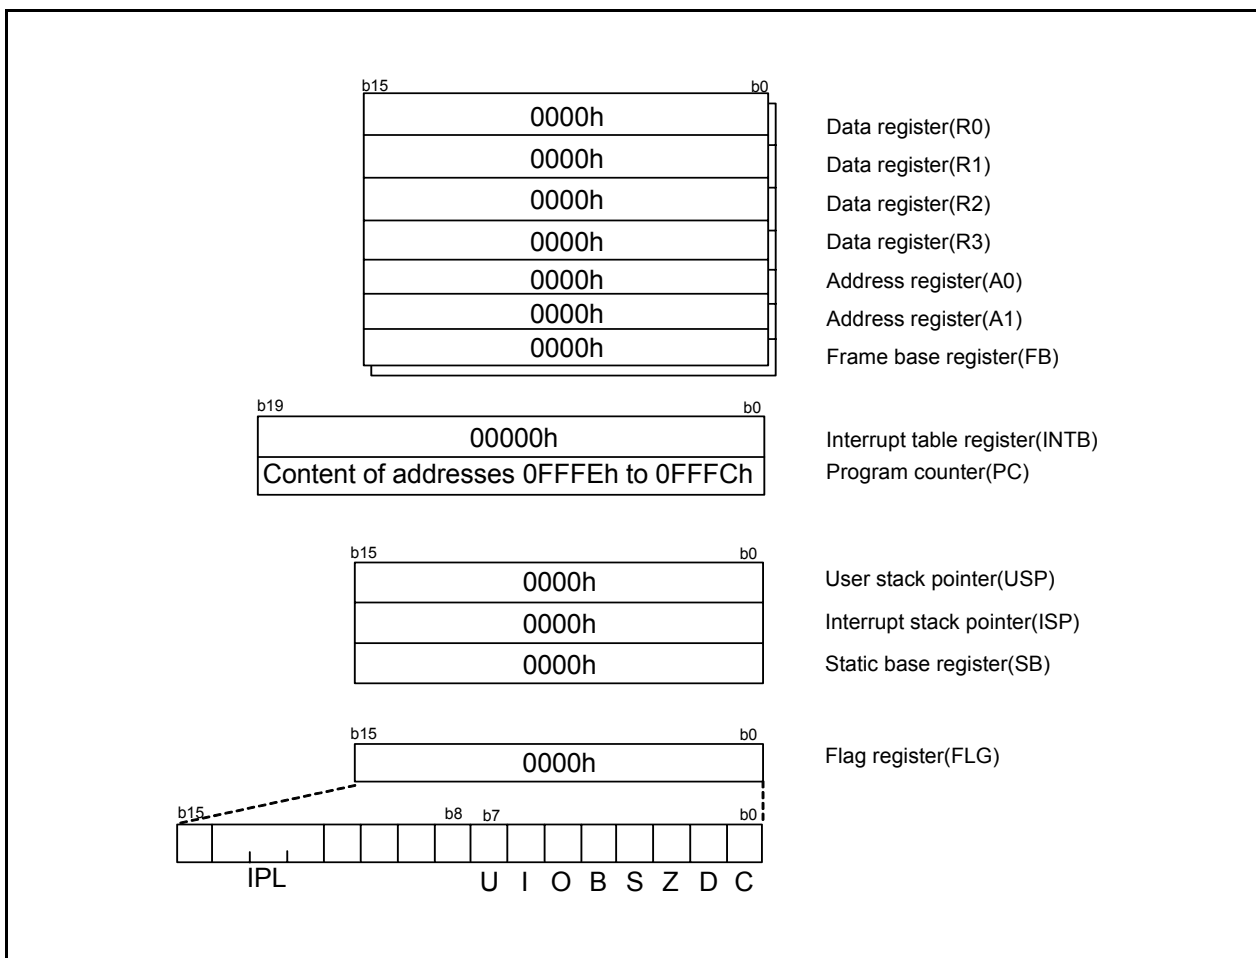 b15 b0
0000h Data register(R0)
0000h Data register(R1)
0000h Data register(R2)
0000h Data register(R3)
0000h Address register(A0)
0000h Address register(A1)
0000h Frame base register(FB)
b19 b0
00000h Interrupt table register(INTB)
Content of addresses 0FFFEh to 0FFFCh Program counter(PC)
b15 b0
0000h User stack pointer(USP)
0000h Interrupt stack pointer(ISP)
0000h Static base register(SB)
b15 b0
0000h Flag register(FLG)
b15 b8 b7 b0
IPL U I O B S Z D C